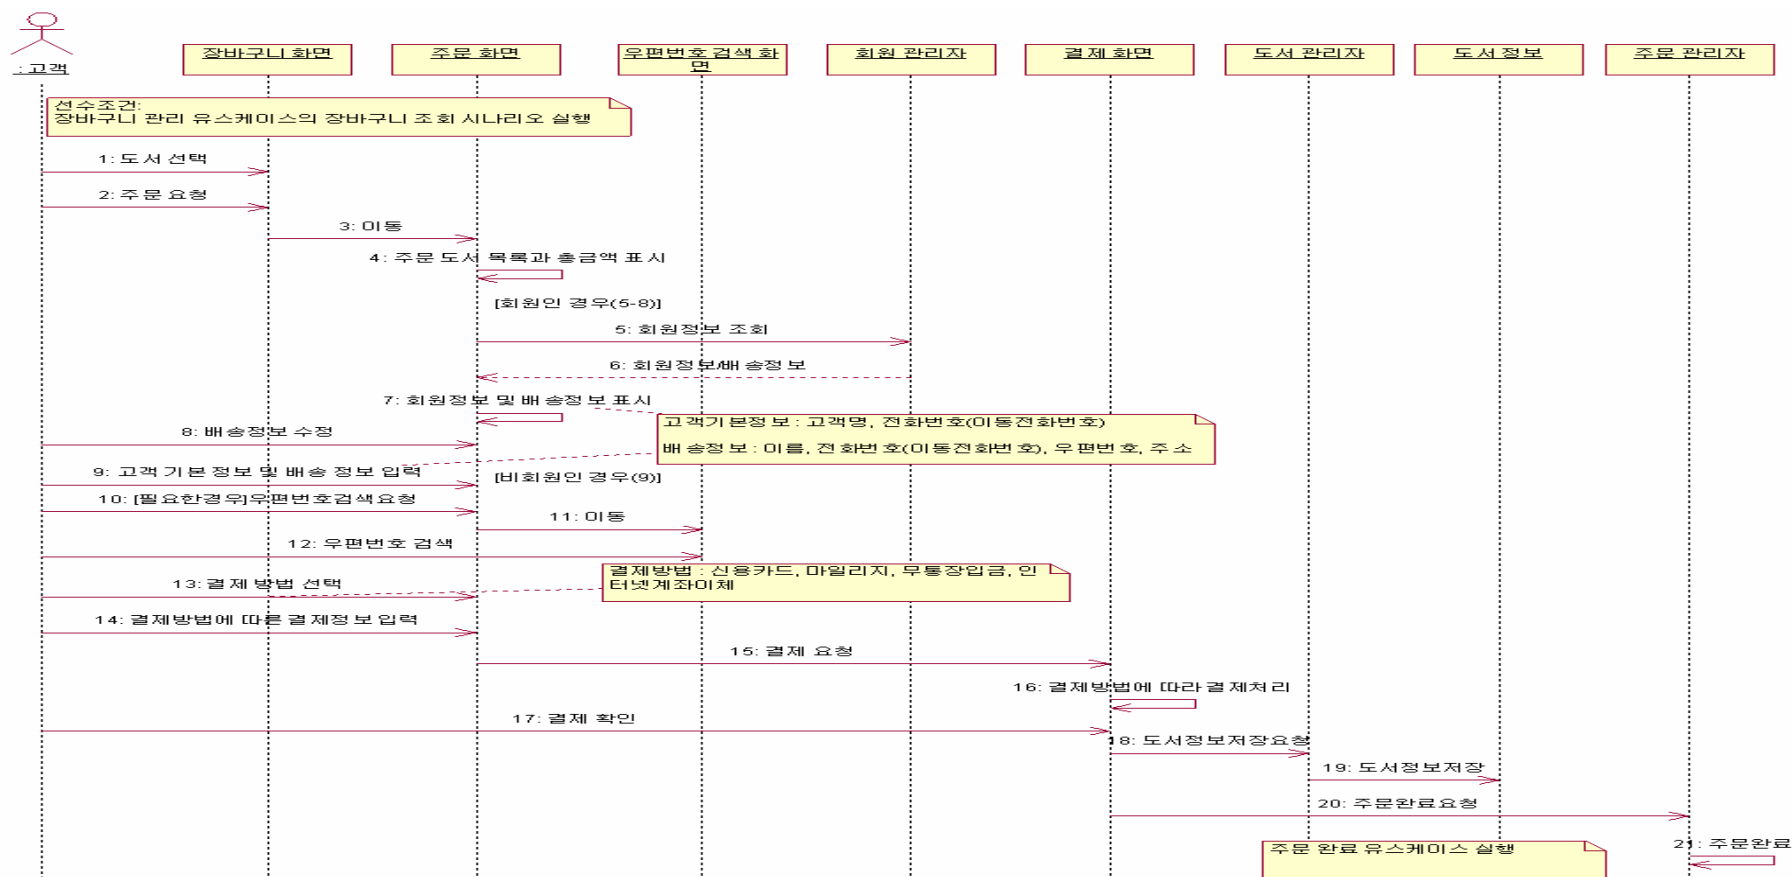 : 고객
장바구니 화면
주문 화면
우편번호 검색 화
면
회원 관리자
결제 화면
도서 관리자
도서 정보
주문 관리자
선수조건:
장바구니 관리 유스케이스의 장바구니 조회 시나리오 실행
1: 도서 선택
2: 주문 요청
3: 이동
4: 주문 도서 목록과 총금액 표시
[회원인 경우(5-8)]
5: 회원정보 조회
6: 회원정보/배송정보
7: 회원정보 및 배송정보 표시
고객기본정보 : 고객명, 전화번호(이동전화번호)
배송정보 : 이름, 전화번호(이동전화번호), 우편번호, 주소
8: 배송정보 수정
9: 고객 기본 정보 및 배송 정보 입력
[비회원인 경우(9)]
10: [필요한경우]우편번호검색요청
11: 이동
12: 우편번호 검색
결제방법 : 신용카드, 마일리지, 무통장입금, 인
터넷계좌이체
13: 결제 방법 선택
14: 결제방법에 따른 결제정보 입력
15: 결제 요청
16: 결제방법에 따라 결제처리
17: 결제 확인
18: 도서정보저장요청
19: 도서정보저장
20: 주문완료요청
21: 주문완료
주문 완료 유스케이스 실행